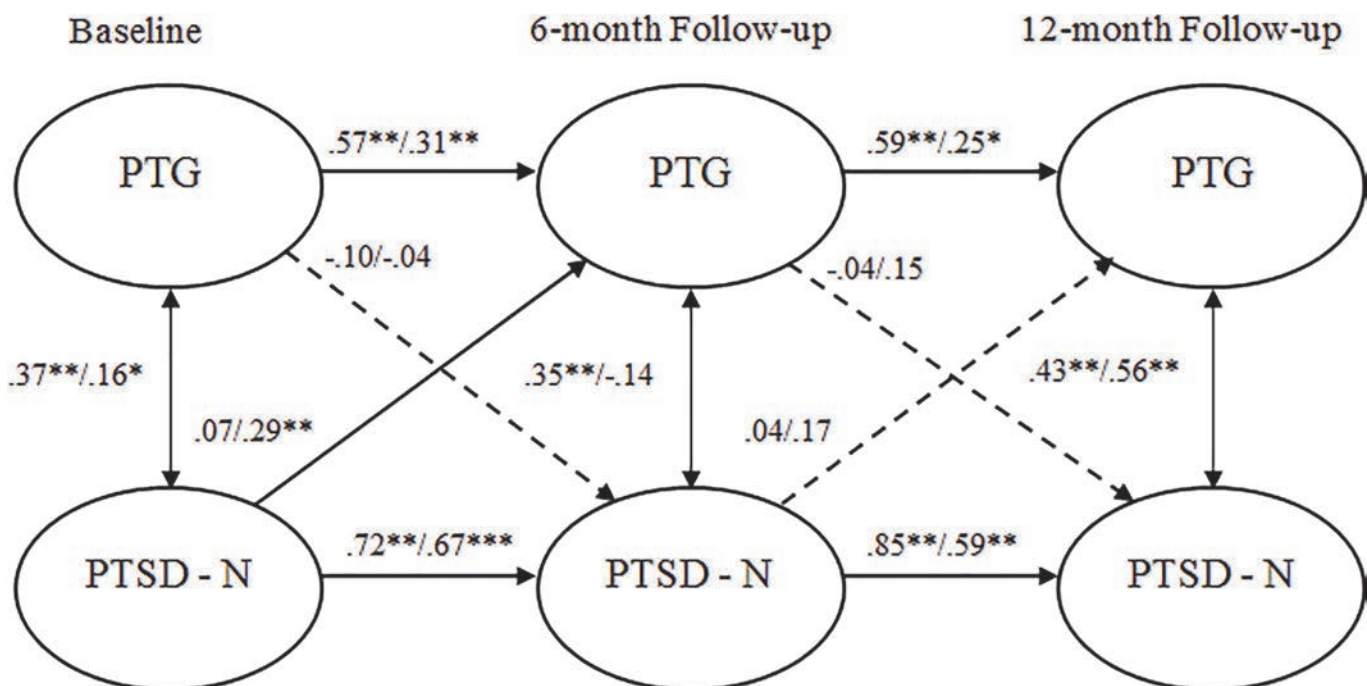 Baseline 6-month Follow-up 12-month Follow-up
.57**/.31** .59**/.25*
PTG PTG PTG
-.10/-.04 -.04/.15
.37**/.16* .35**/-.14 .43**/.56**
.07/.29** .04/.17
.72**/.67*** .85**/.59**
PTSD - N PTSD - N PTSD - N